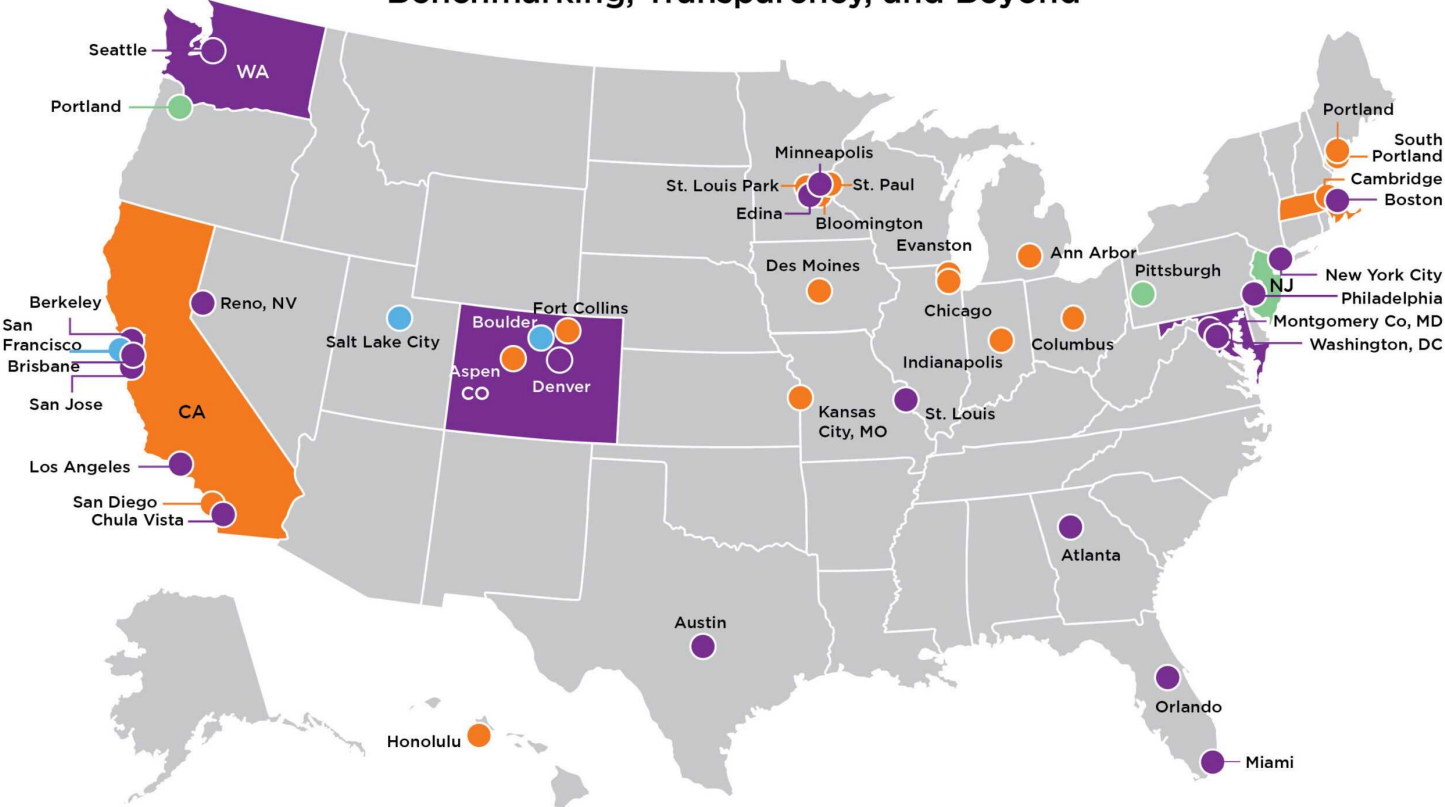 Benchmarking, Transparency, and Beyond
Seattle
WA
Portland
Portland
South
Portland
Cambridge
Boston
Minneapolis
St. Louis Park
St. Paul
Edina
Bloomington
Evanston
Ann Arbor
Des Moines
Pittsburgh
New York City
NJ
Philadelphia
Berkeley
Reno, NV
Fort Collins
Chicago
San
Francisco
Boulder
Montgomery Co, MD
Salt Lake City
Columbus
Washington, DC
Brisbane
Indianapolis
Aspen
Denver
CO
San Jose
CA
Kansas
City, MO
St. Louis
Los Angeles
San Diego
Chula Vista
Atlanta
Austin
Orlando
Honolulu
Miami